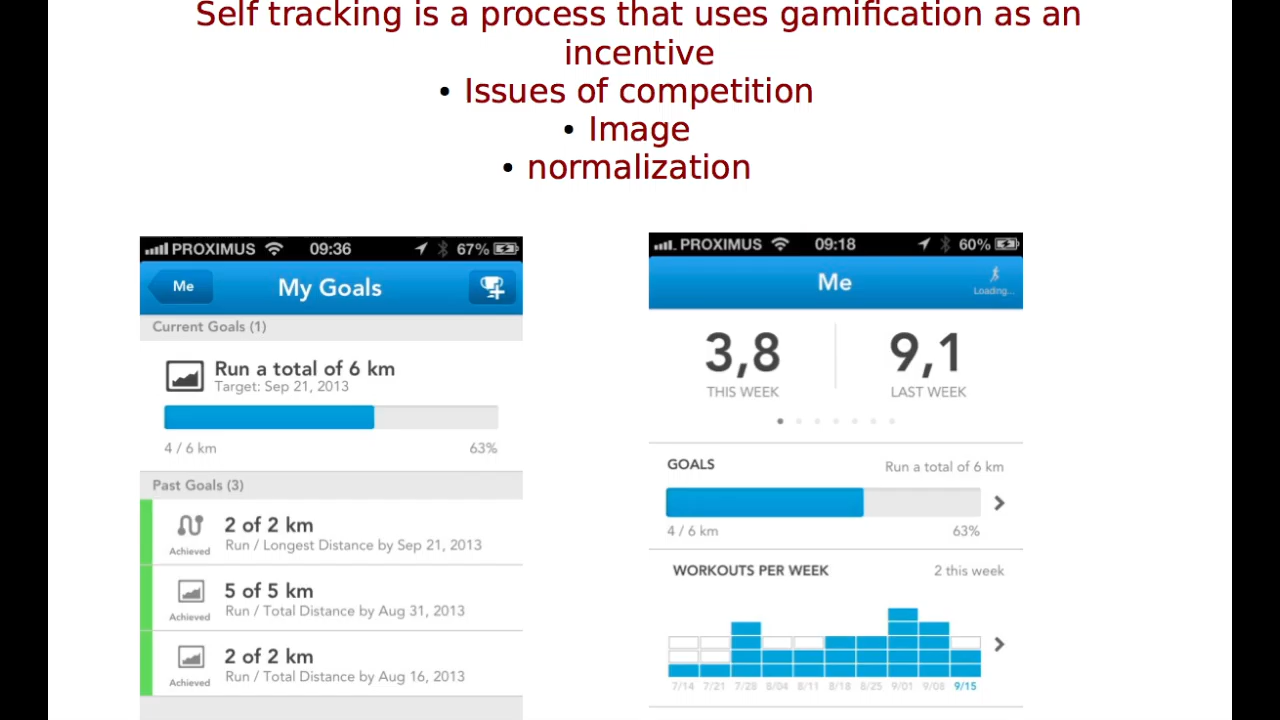 Self tracking is a process that uses gamification as an
incentive
• Issues of competition
• Image
• normalization
PROXIMUS 09:36 67%
Me My Goals
Current Goals (1)
Run a total of 6 km
Target: Sep 21, 2013
4 / 6 km 63%
Past Goals (3)
2 of 2 km
Achieved Run / Longest Distance by Sep 21, 2013
5 of 5 km
Achieved Run / Total Distance by Aug 31, 2013
2 of 2 km
Achieved Run / Total Distance by Aug 16, 2013
PROXIMUS 09:18 60%
Me Loading...
3,8 9,1
THIS WEEK LAST WEEK
GOALS Run a total of 6 km
4 / 6 km 63%
WORKOUTS PER WEEK 2 this week
7/14 7/21 7/28 8/04 8/11 8/18 8/25 9/01 9/08 9/15